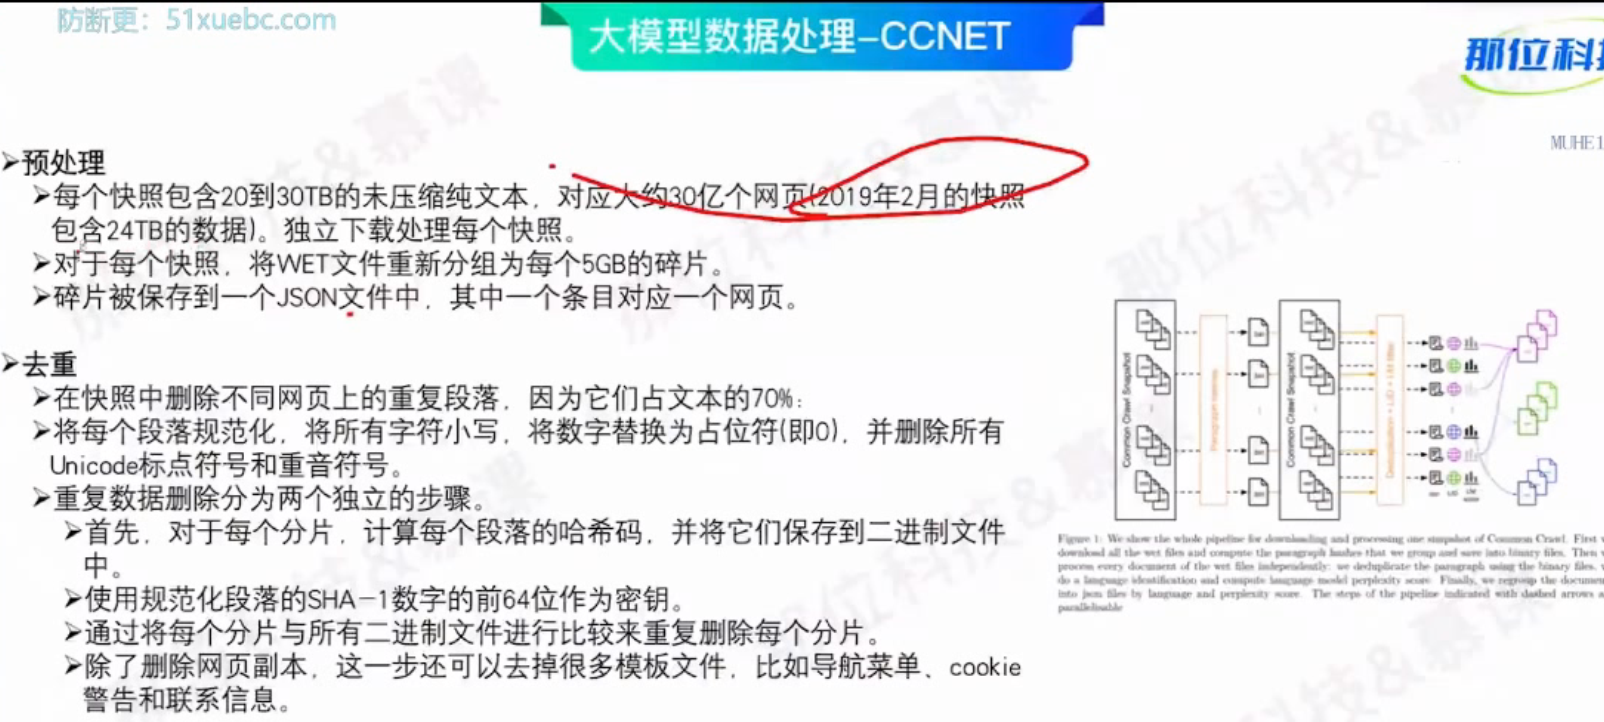 防断更：51xuebc.com
大模型数据处理-CCNET
那位科技
MUHE1
➢预处理
➢每个快照包含20到30TB的未压缩纯文本，对应大约30亿个网页(2019年2月的快照
包含24TB的数据)。独立下载处理每个快照。
➢对于每个快照，将WET文件重新分组为每个5GB的碎片。
➢碎片被保存到一个JSON文件中，其中一个条目对应一个网页。
➢去重
➢在快照中删除不同网页上的重复段落，因为它们占文本的70%：
➢将每个段落规范化，将所有字符小写，将数字替换为占位符(即0)，并删除所有
Unicode标点符号和重音符号。
➢重复数据删除分为两个独立的步骤。
➢首先，对于每个分片，计算每个段落的哈希码，并将它们保存到二进制文件
中。
➢使用规范化段落的SHA-1数字的前64位作为密钥。
➢通过将每个分片与所有二进制文件进行比较来重复删除每个分片。
➢除了删除网页副本，这一步还可以去掉很多模板文件，比如导航菜单、cookie
警告和联系信息。
Common Crawl Snapshot
Common Crawl Snapshot
Figure 1: We show the whole pipeline for downloading and processing one snapshot of Common Crawl. First
download all the wet files and compute the paragraph hashes that we group and save into binary files. Then
process every document of the wet files independently: we deduplicate the paragraph using the binary files,
do a language identification and compute language model perplexity score. Finally, we regroup the documen
into json files by language and perplexity score. The steps of the pipeline indicated with dashed arrows a
parallelisable